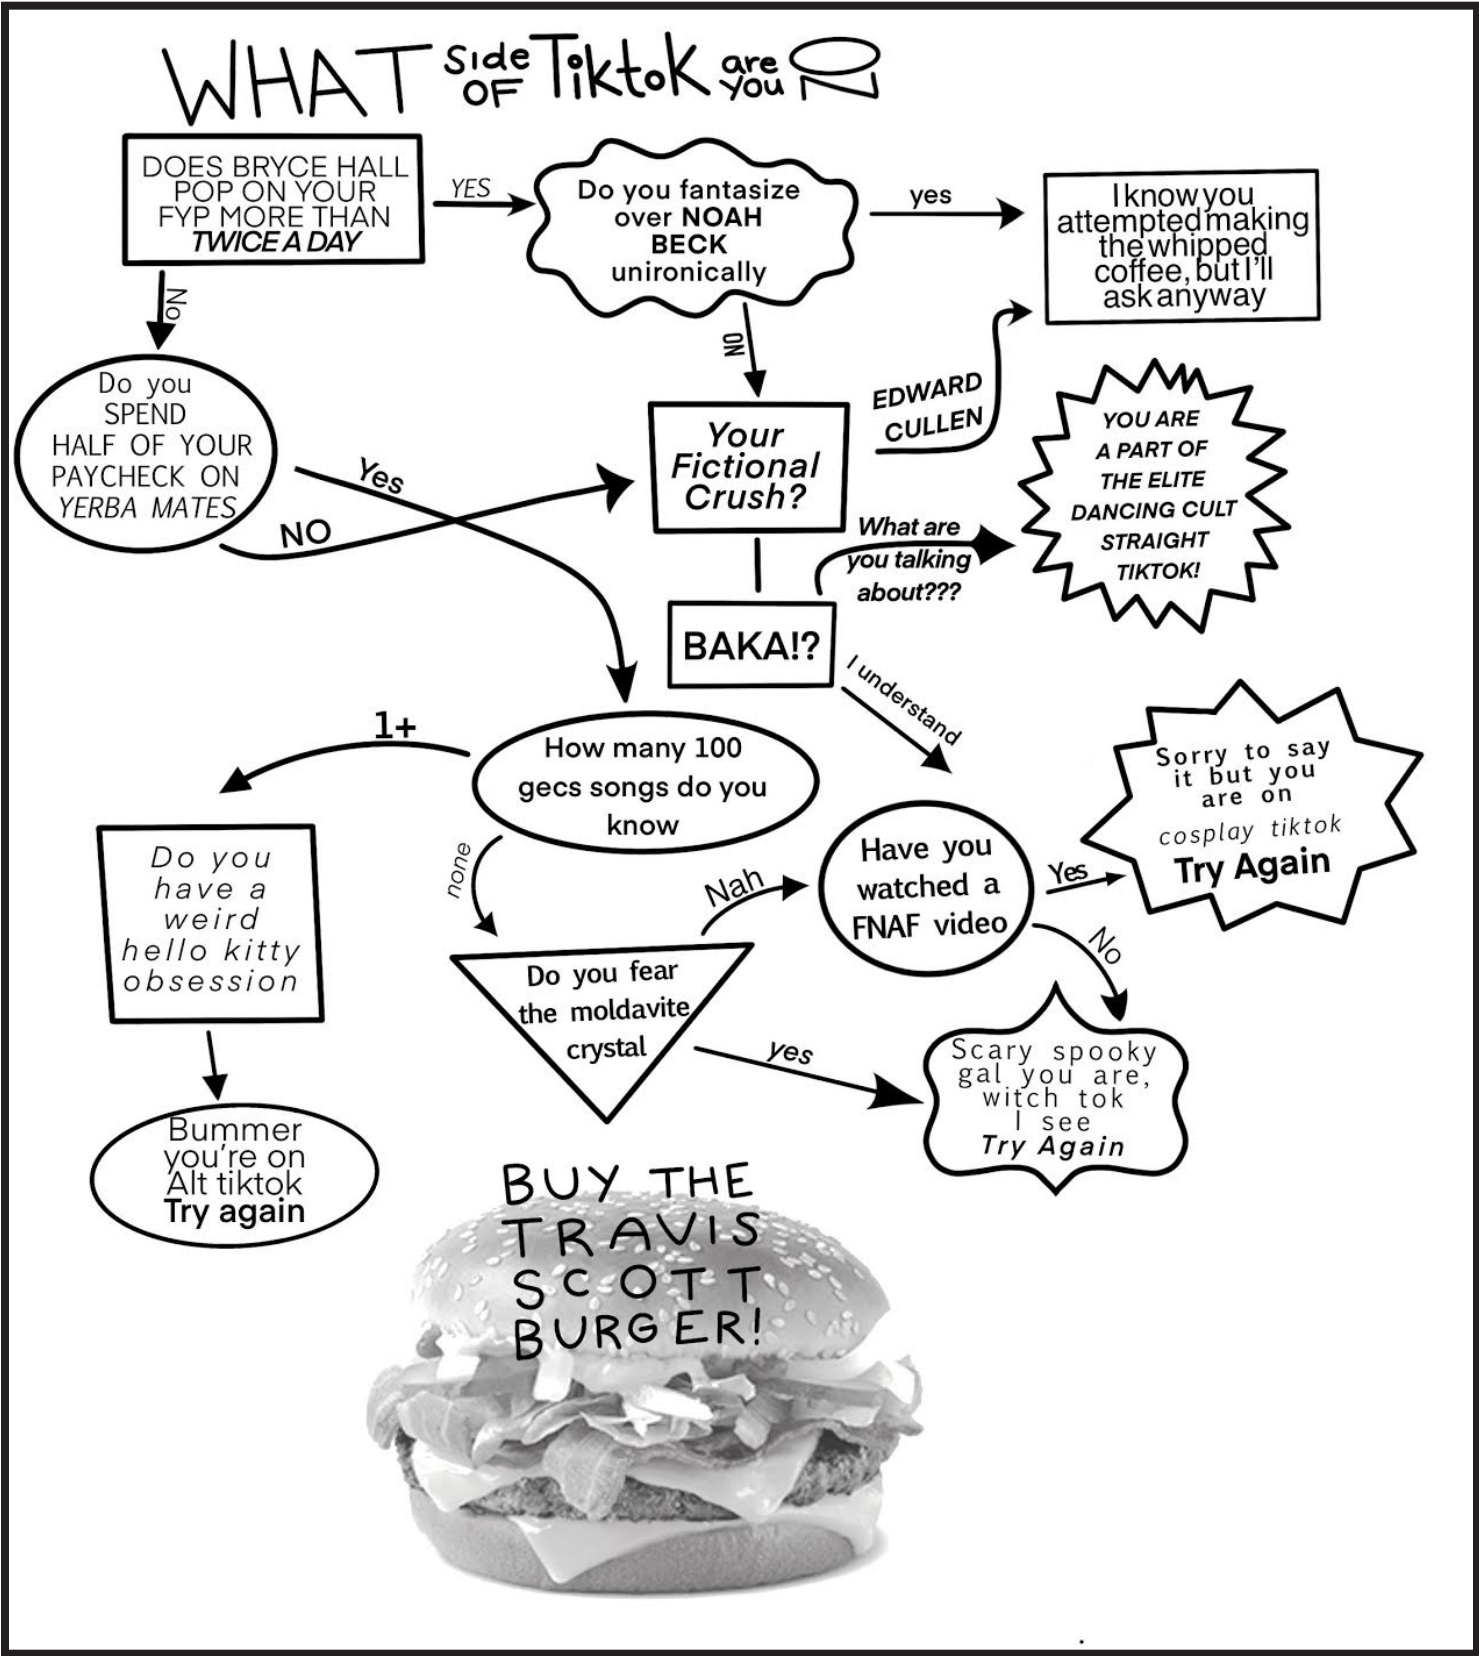 WHAT side OF Tiktok are you ON
DOES BRYCE HALL
POP ON YOUR
FYP MORE THAN
TWICE A DAY
YES
Do you fantasize
over NOAH
BECK
unironically
yes
I know you
attempted making
the whipped
coffee, but I'll
ask anyway
No
NO
Do you
SPEND
HALF OF YOUR
PAYCHECK ON
YERBA MATES
Yes
NO
Your
Fictional
Crush?
EDWARD
CULLEN
YOU ARE
A PART OF
THE ELITE
DANCING CULT
STRAIGHT
TIKTOK!
What are
you talking
about???
BAKA!?
I understand
1+
How many 100
gecs songs do you
know
none
Do you
have a
weird
hello kitty
obsession
Nah
Have you
watched a
FNAF video
Yes
Sorry to say
it but you
are on
cosplay tiktok
Try Again
No
Do you fear
the moldavite
crystal
yes
Scary spooky
gal you are,
witch tok
I see
Try Again
Bummer
you're on
Alt tiktok
Try again
BUY THE
TRAVIS
SCOTT
BURGER!